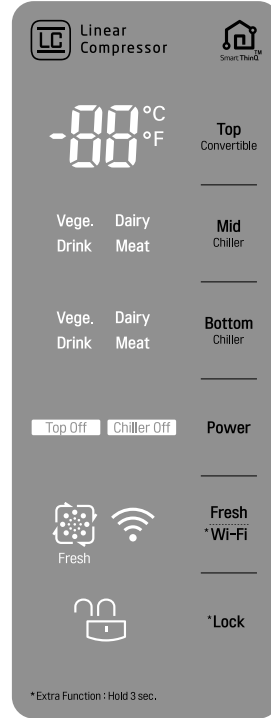 LC Linear
Compressor
Smart ThinQ™
-88 °C
°F
Top
Convertible
Vege. Dairy
Drink Meat
Mid
Chiller
Vege. Dairy
Drink Meat
Bottom
Chiller
Top Off Chiller Off
Power
Fresh
Fresh
*Wi-Fi
*Lock
*Extra Function : Hold 3 sec.